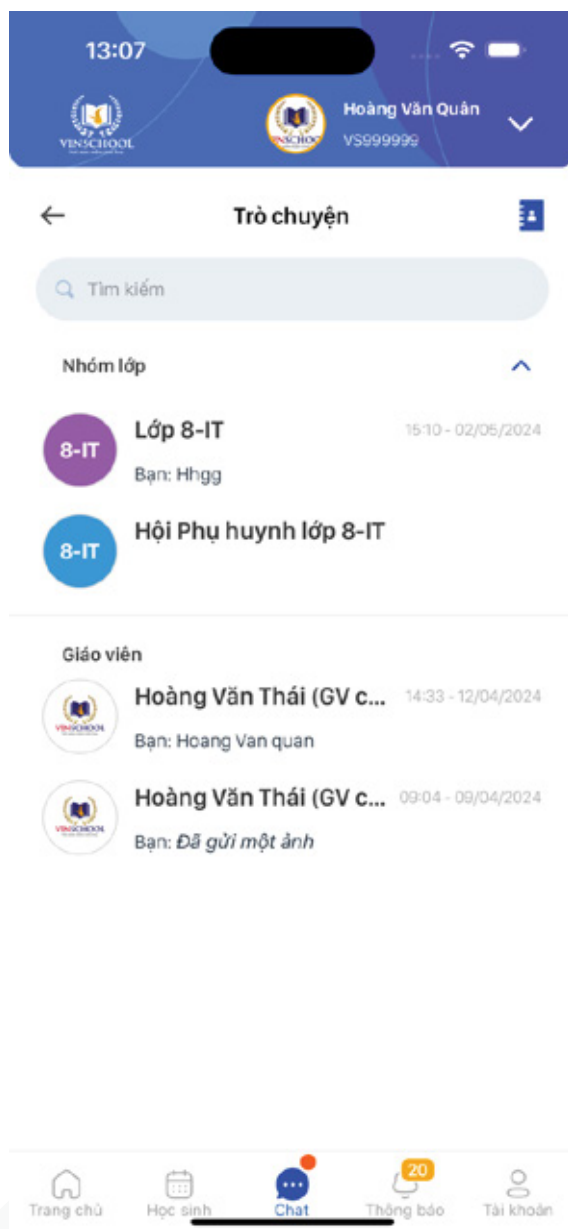 13:07
VINSCHOOL
Hoàng Văn Quân
VS999999
Trò chuyện
Tìm kiếm
Nhóm lớp
8-IT
Lớp 8-IT
15:10 - 02/05/2024
Bạn: Hhgg
8-IT
Hội Phụ huynh lớp 8-IT
Giáo viên
VINSCHOOL
Hoàng Văn Thái (GV c...
14:33 - 12/04/2024
Bạn: Hoang Van quan
VINSCHOOL
Hoàng Văn Thái (GV c...
09:04 - 09/04/2024
Bạn: Đã gửi một ảnh
20
Trang chủ
Học sinh
Chat
Thông báo
Tài khoản